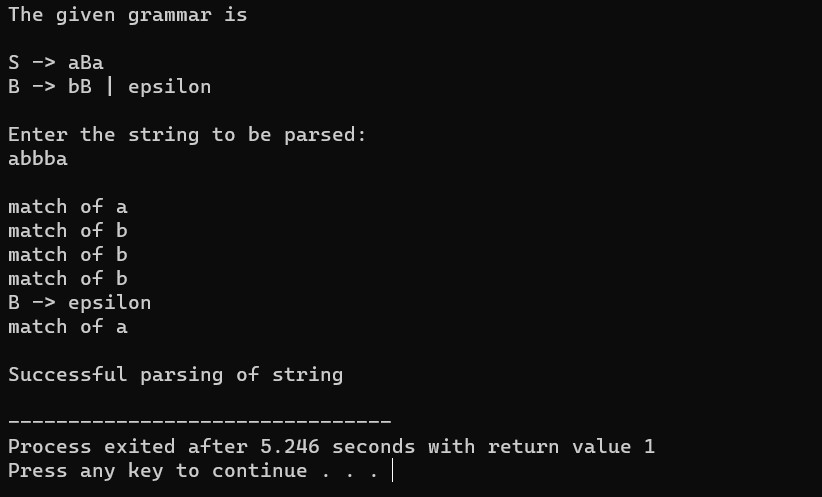 The given grammar is
S -> aBa
B -> bB | epsilon
Enter the string to be parsed:
abbba
match of a
match of b
match of b
match of b
B -> epsilon
match of a
Successful parsing of string
--------------------------------
Process exited after 5.246 seconds with return value 1
Press any key to continue . . .